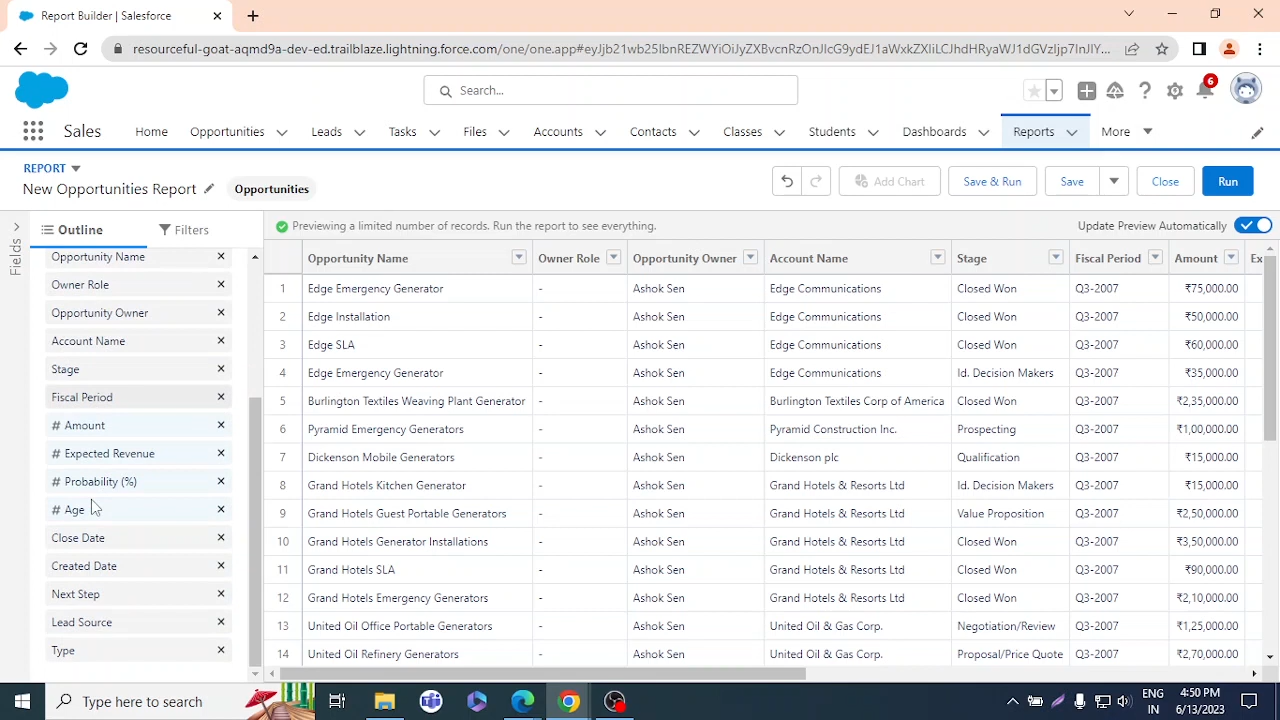 Report Builder | Salesforce
resourceful-goat-aqmd9a-dev-ed.trailblaze.lightning.force.com/one/one.app#
Search...
6
Sales Home Opportunities Leads Tasks Files Accounts Contacts Classes Students Dashboards Reports More
REPORT
New Opportunities Report Opportunities
Add Chart Save & Run Save Close Run
Fields
Outline Filters
Previewing a limited number of records. Run the report to see everything. Update Preview Automatically
Opportunity Name
Owner Role
Opportunity Owner
Account Name
Stage
Fiscal Period
# Amount
# Expected Revenue
# Probability (%)
# Age
Close Date
Created Date
Next Step
Lead Source
Type
Opportunity Name Owner Role Opportunity Owner Account Name Stage Fiscal Period Amount Ex
1 Edge Emergency Generator - Ashok Sen Edge Communications Closed Won Q3-2007 ₹75,000.00
2 Edge Installation - Ashok Sen Edge Communications Closed Won Q3-2007 ₹50,000.00
3 Edge SLA - Ashok Sen Edge Communications Closed Won Q3-2007 ₹60,000.00
4 Edge Emergency Generator - Ashok Sen Edge Communications Id. Decision Makers Q3-2007 ₹35,000.00
5 Burlington Textiles Weaving Plant Generator - Ashok Sen Burlington Textiles Corp of America Closed Won Q3-2007 ₹2,35,000.00
6 Pyramid Emergency Generators - Ashok Sen Pyramid Construction Inc. Prospecting Q3-2007 ₹1,00,000.00
7 Dickenson Mobile Generators - Ashok Sen Dickenson plc Qualification Q3-2007 ₹15,000.00
8 Grand Hotels Kitchen Generator - Ashok Sen Grand Hotels & Resorts Ltd Id. Decision Makers Q3-2007 ₹15,000.00
9 Grand Hotels Guest Portable Generators - Ashok Sen Grand Hotels & Resorts Ltd Value Proposition Q3-2007 ₹2,50,000.00
10 Grand Hotels Generator Installations - Ashok Sen Grand Hotels & Resorts Ltd Closed Won Q3-2007 ₹3,50,000.00
11 Grand Hotels SLA - Ashok Sen Grand Hotels & Resorts Ltd Closed Won Q3-2007 ₹90,000.00
12 Grand Hotels Emergency Generators - Ashok Sen Grand Hotels & Resorts Ltd Closed Won Q3-2007 ₹2,10,000.00
13 United Oil Office Portable Generators - Ashok Sen United Oil & Gas Corp. Negotiation/Review Q3-2007 ₹1,25,000.00
14 United Oil Refinery Generators - Ashok Sen United Oil & Gas Corp. Proposal/Price Quote Q3-2007 ₹2,70,000.00
Type here to search
ENG 4:50 PM
IN 6/13/2023